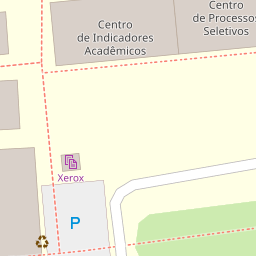 Centro
de Indicadores
Acadêmicos
Centro
de Processos
Seletivos
Xerox
P